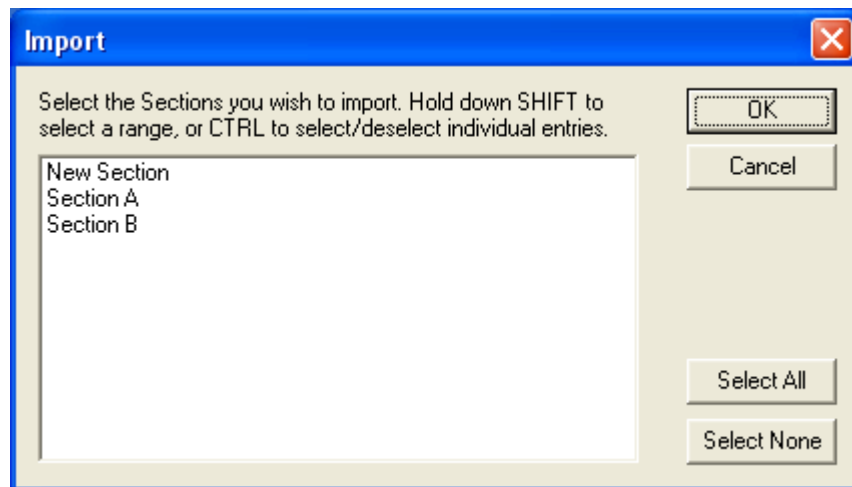 Import
Select the Sections you wish to import. Hold down SHIFT to
select a range, or CTRL to select/deselect individual entries.
New Section
Section A
Section B
OK
Cancel
Select All
Select None